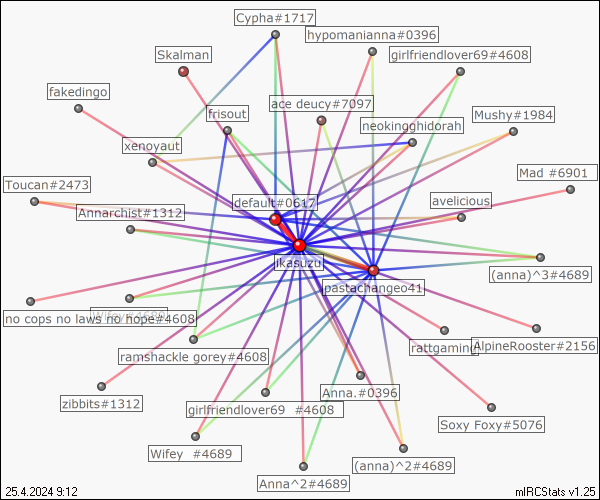 Cypha#1717
hypomanianna#0396
Skalman
girlfriendlover69#4608
fakedingo
ace deucy#7097
frisout
Mushy#1984
neokingghidorah
xenoyaut
Mad #6901
Toucan#2473
default#0617
avelicious
Annarchist#1312
jkasuzu
(anna)^3#4689
pastachangeo41
no cops no laws no hope#4608
Wifey #4689
rattgaming
AlpineRooster#2156
ramshackle gorey#4608
Anna.#0396
zibbits#1312
girlfriendlover69 #4608
Soxy Foxy#5076
Wifey #4689
(anna)^2#4689
Anna^2#4689
25.4.2024 9:12
mIRCStats v1.25